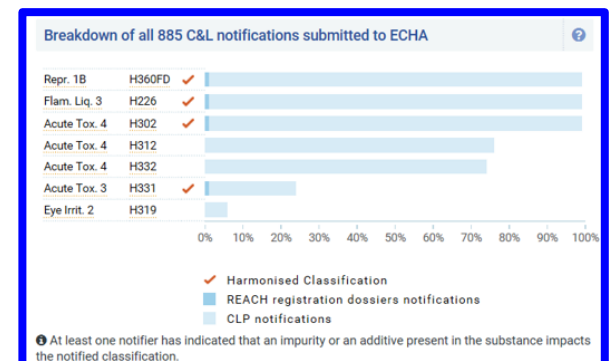 Breakdown of all 885 C&L notifications submitted to ECHA ?
Repr. 1B H360FD ✓
Flam. Liq. 3 H226 ✓
Acute Tox. 4 H302 ✓
Acute Tox. 4 H312
Acute Tox. 4 H332
Acute Tox. 3 H331 ✓
Eye Irrit. 2 H319
0% 10% 20% 30% 40% 50% 60% 70% 80% 90% 100%
✓ Harmonised Classification
REACH registration dossiers notifications
CLP notifications
At least one notifier has indicated that an impurity or an additive present in the substance impacts
the notified classification.